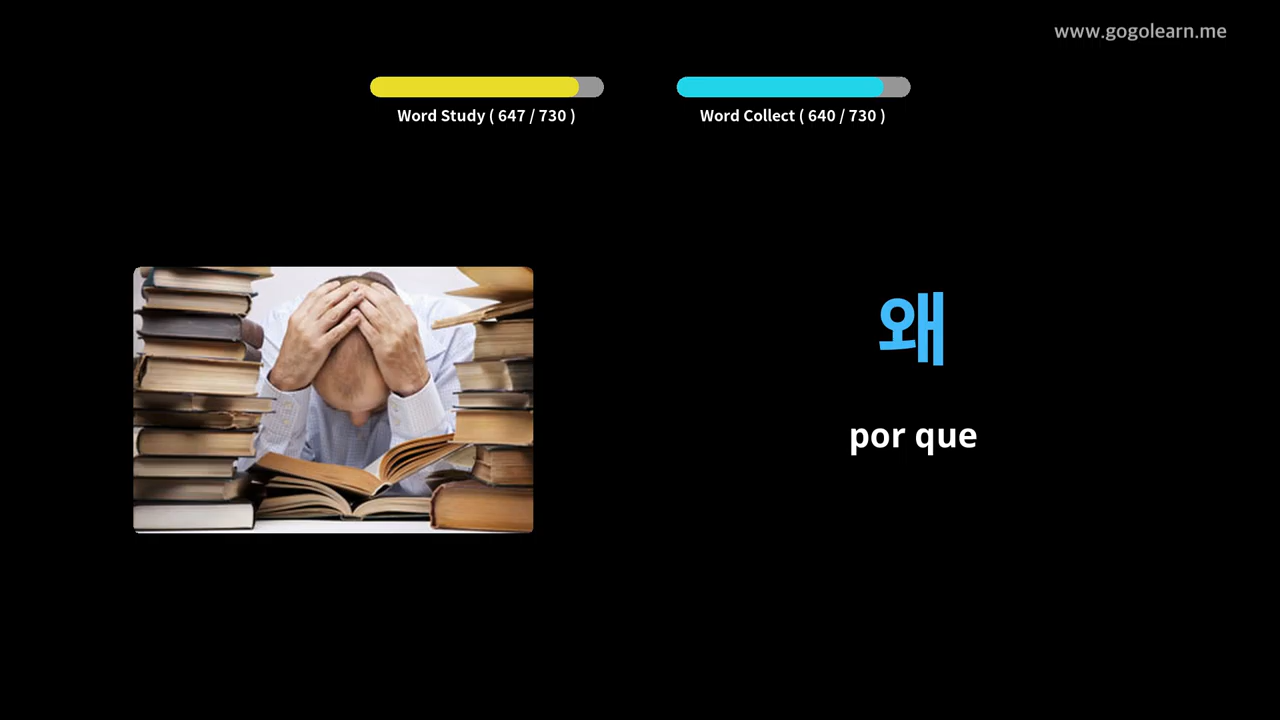 www.gogolearn.me
Word Study ( 647 / 730 )
Word Collect ( 640 / 730 )
왜
por que